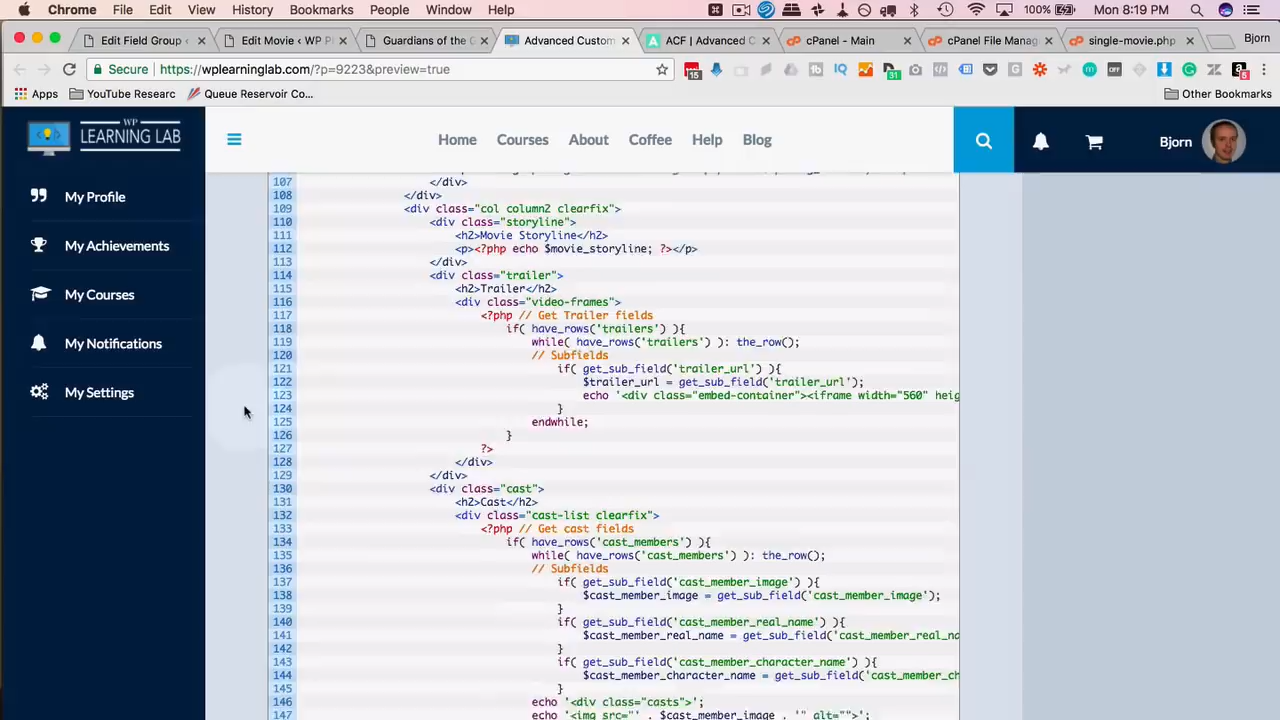 Chrome File Edit View History Bookmarks People Window Help 100% Mon 8:19 PM
Edit Field Group ‹ Edit Movie ‹ WP P Guardians of the G Advanced Custom ACF | Advanced C cPanel - Main cPanel File Manag single-movie.php Bjorn
Secure https://wplearninglab.com/?p=9223&preview=true
Apps YouTube Researc Queue Reservoir Co... Other Bookmarks
WP
LEARNING LAB
Home Courses About Coffee Help Blog Bjorn
My Profile
My Achievements
My Courses
My Notifications
My Settings
107 </div>
108 </div>
109 <div class="col column2 clearfix">
110 <div class="storyline">
111 <h2>Movie Storyline</h2>
112 <p><?php echo $movie_storyline; ?></p>
113 </div>
114 <div class="trailer">
115 <h2>Trailer</h2>
116 <div class="video-frames">
117 <?php // Get Trailer fields
118 if( have_rows('trailers') ){
119 while( have_rows('trailers') ): the_row();
120 // Subfields
121 if( get_sub_field('trailer_url') ){
122 $trailer_url = get_sub_field('trailer_url');
123 echo '<div class="embed-container"><iframe width="560" heig
124 }
125 endwhile;
126 }
127 ?>
128 </div>
129 </div>
130 <div class="cast">
131 <h2>Cast</h2>
132 <div class="cast-list clearfix">
133 <?php // Get cast fields
134 if( have_rows('cast_members') ){
135 while( have_rows('cast_members') ): the_row();
136 // Subfields
137 if( get_sub_field('cast_member_image') ){
138 $cast_member_image = get_sub_field('cast_member_image');
139 }
140 if( get_sub_field('cast_member_real_name') ){
141 $cast_member_real_name = get_sub_field('cast_member_real_na
142 }
143 if( get_sub_field('cast_member_character_name') ){
144 $cast_member_character_name = get_sub_field('cast_member_ch
145 }
146 echo '<div class="casts">';
147 echo '<img src="' . $cast_member_image . '" alt="">';